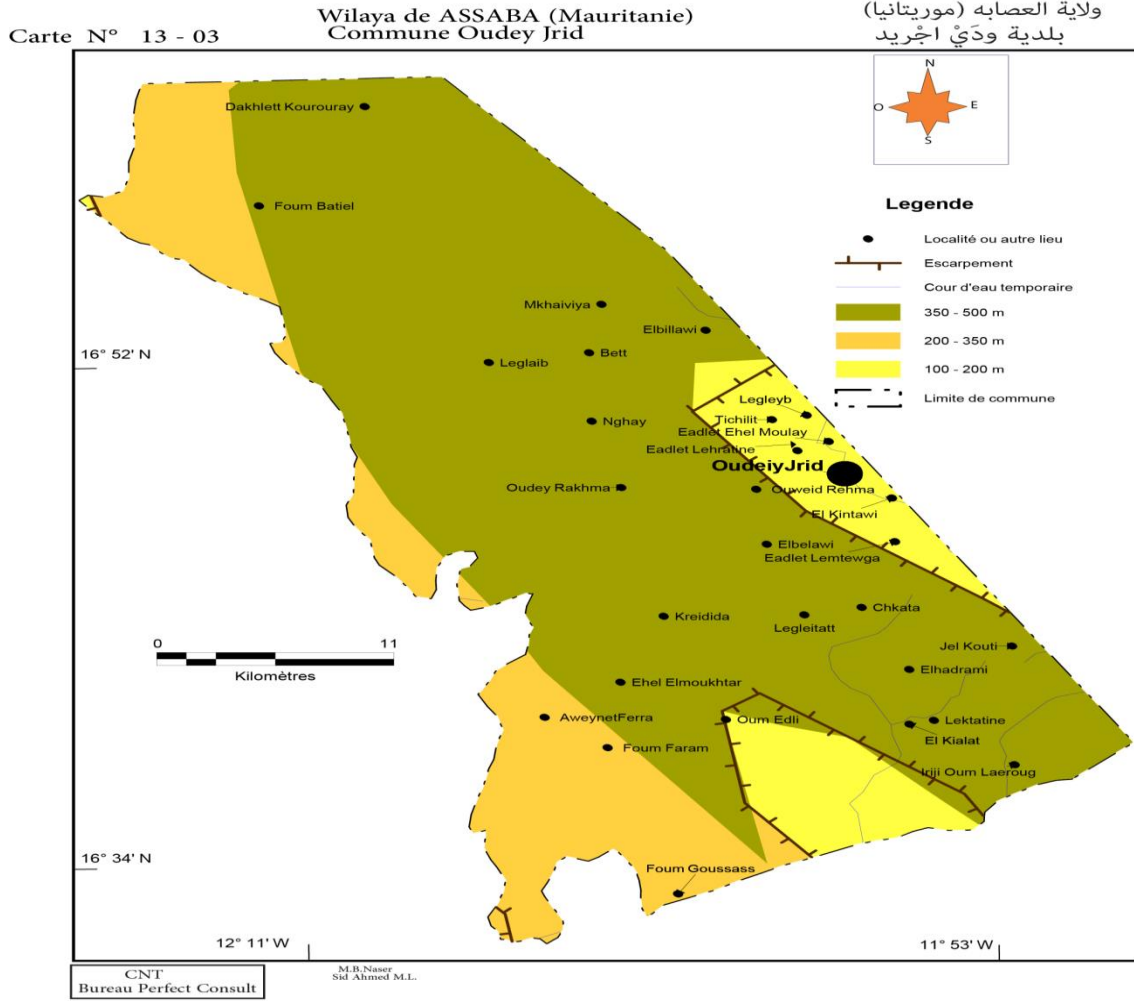 Wilaya de ASSABA (Mauritanie)
ولاية العصابه (موريتانيا)
Carte N° 13 - 03
Commune Oudey Jrid
بلدية ودَيْ اجْريد
N
O
E
S
Legende
Localité ou autre lieu
Escarpement
Cour d'eau temporaire
350 - 500 m
200 - 350 m
100 - 200 m
Limite de commune
Dakhlett Kourouray
Foum Batiel
Mkhaiviya
Elbillawi
16° 52' N
Bett
Leglaib
Legleyb
Tichilit
Nghay
Eadlet Ehel Moulay
Eadlet Lehratine
OudeiyJrid
Oudey Rakhma
Ouweid Rehma
El Kintawi
Elbelawi
Eadlet Lemtewga
Chkata
Kreidida
Legleitatt
0 11
Kilomètres
Jel Kouti
Elhadrami
Ehel Elmoukhtar
AweynetFerra
Oum Edli
Lektatine
El Kialat
Foum Faram
Iriji Oum Laeroug
16° 34' N
Foum Goussass
12° 11' W
11° 53' W
CNT
Bureau Perfect Consult
M.B.Naser
Sid Ahmed M.L.